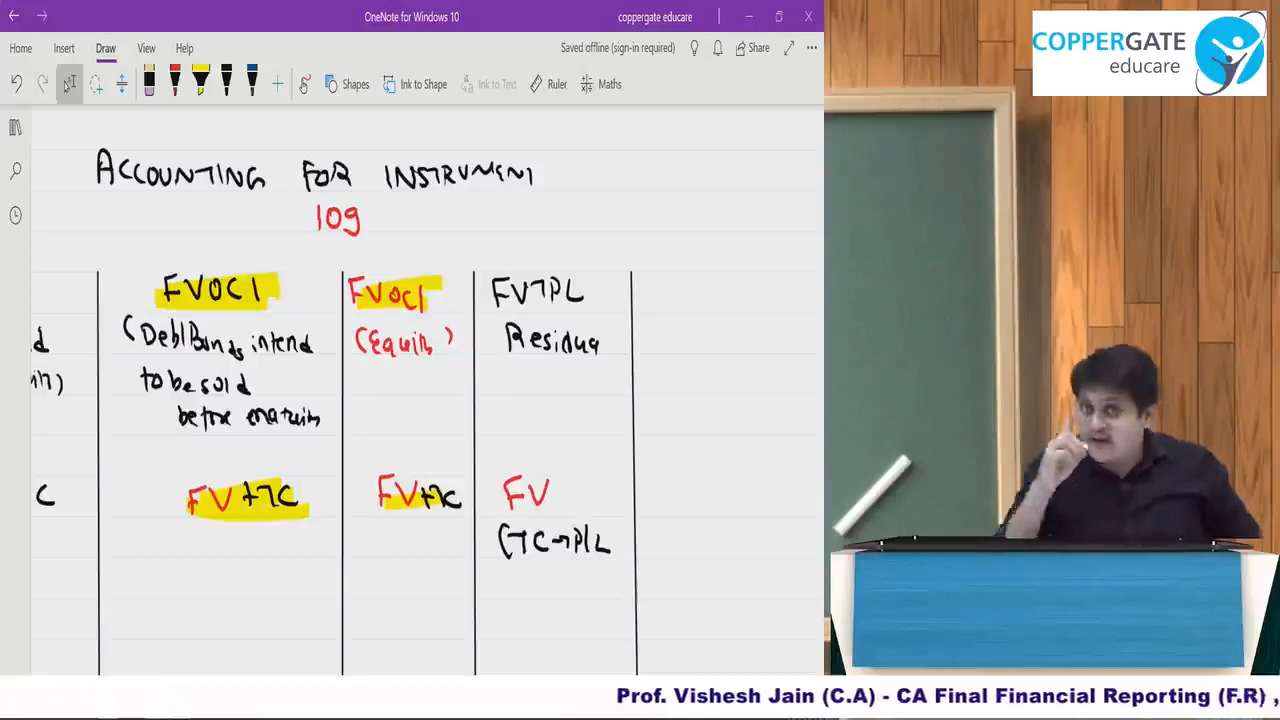 OneNote for Windows 10
coppergate educare
Home Insert Draw View Help
Saved offline (sign-in required)
Share
Shapes
Ink to Shape
Ink to Text
Ruler
Maths
COPPERGATE
educare
ACCOUNTING FOR INSTRUMENT
109
FVOCI
FVOCI
FVTPL
(Debt/Bonds intend
to be sold
before maturity
(Equity)
Residual
d
C
FV+TC
FV+TC
FV
(TC→P/L
Prof. Vishesh Jain (C.A) - CA Final Financial Reporting (F.R) ,